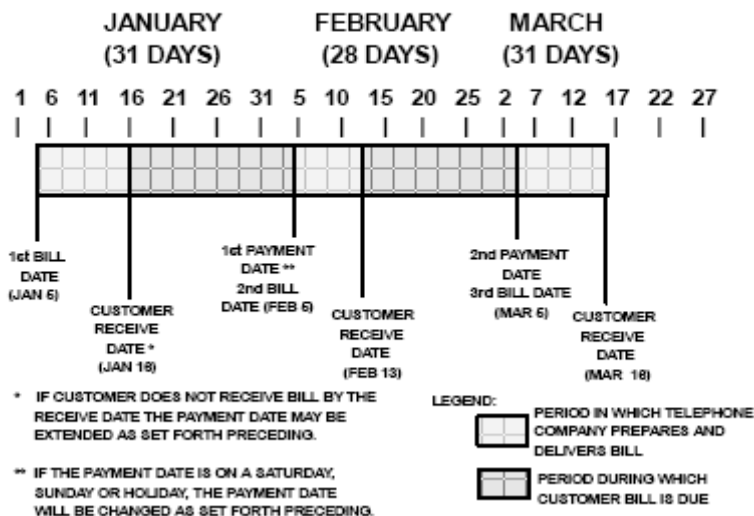 JANUARY FEBRUARY MARCH
(31 DAYS) (28 DAYS) (31 DAYS)
1 6 11 16 21 26 31 5 10 15 20 25 2 7 12 17 22 27
1st BILL
DATE
(JAN 5)
CUSTOMER
RECEIVE
DATE *
(JAN 16)
1st PAYMENT
DATE **
2nd BILL
DATE (FEB 5)
CUSTOMER
RECEIVE
DATE
(FEB 13)
2nd PAYMENT
DATE
3rd BILL DATE
(MAR 5)
CUSTOMER
RECEIVE
DATE
(MAR 16)
* IF CUSTOMER DOES NOT RECEIVE BILL BY THE
RECEIVE DATE THE PAYMENT DATE MAY BE
EXTENDED AS SET FORTH PRECEDING.
** IF THE PAYMENT DATE IS ON A SATURDAY,
SUNDAY OR HOLIDAY, THE PAYMENT DATE
WILL BE CHANGED AS SET FORTH PRECEDING.
LEGEND:
PERIOD IN WHICH TELEPHONE
COMPANY PREPARES AND
DELIVERS BILL
PERIOD DURING WHICH
CUSTOMER BILL IS DUE